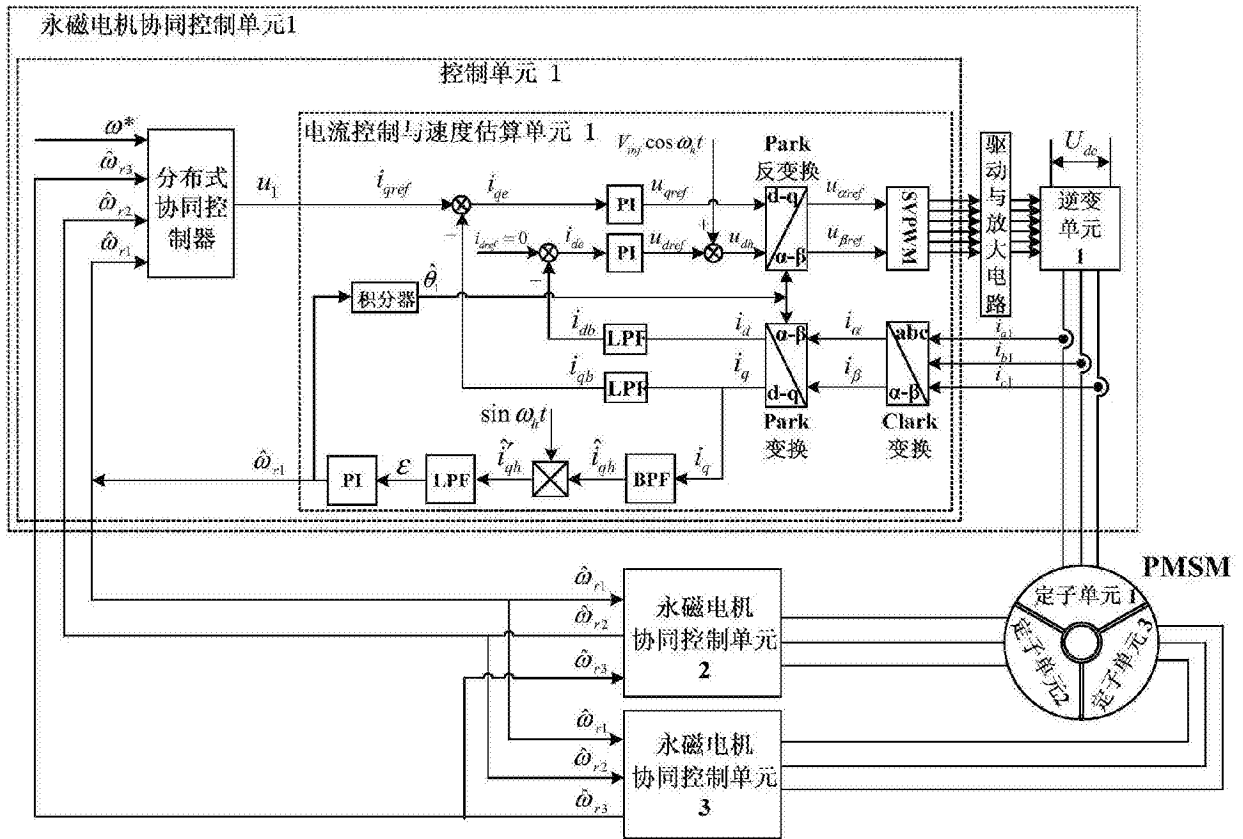 永磁电机协同控制单元1
控制单元 1
电流控制与速度估算单元 1
ω*
ω̂r3
ω̂r2
ω̂r1
分布式
协同控
制器
u1
iqref
iqe
PI
uqref
Vinj cos ωh t
Park
反变换
d-q
α-β
uαref
uβref
SVPWM
驱动与放大电路
Udc
逆变
单元
1
idref=0
ide
PI
udref
udh
+
−
−
积分器
θ̂1
idb
LPF
id
iqb
LPF
iq
α-β
d-q
Park
变换
iα
iβ
abc
α-β
Clark
变换
ia1
ib1
ic1
sin ωh t
ω̂r1
PI
ε
LPF
î′qh
îqh
BPF
iq
PMSM
定子单元1
定子单元2
定子单元3
ω̂r1
ω̂r2
ω̂r3
永磁电机
协同控制单元
2
ω̂r1
ω̂r2
ω̂r3
永磁电机
协同控制单元
3